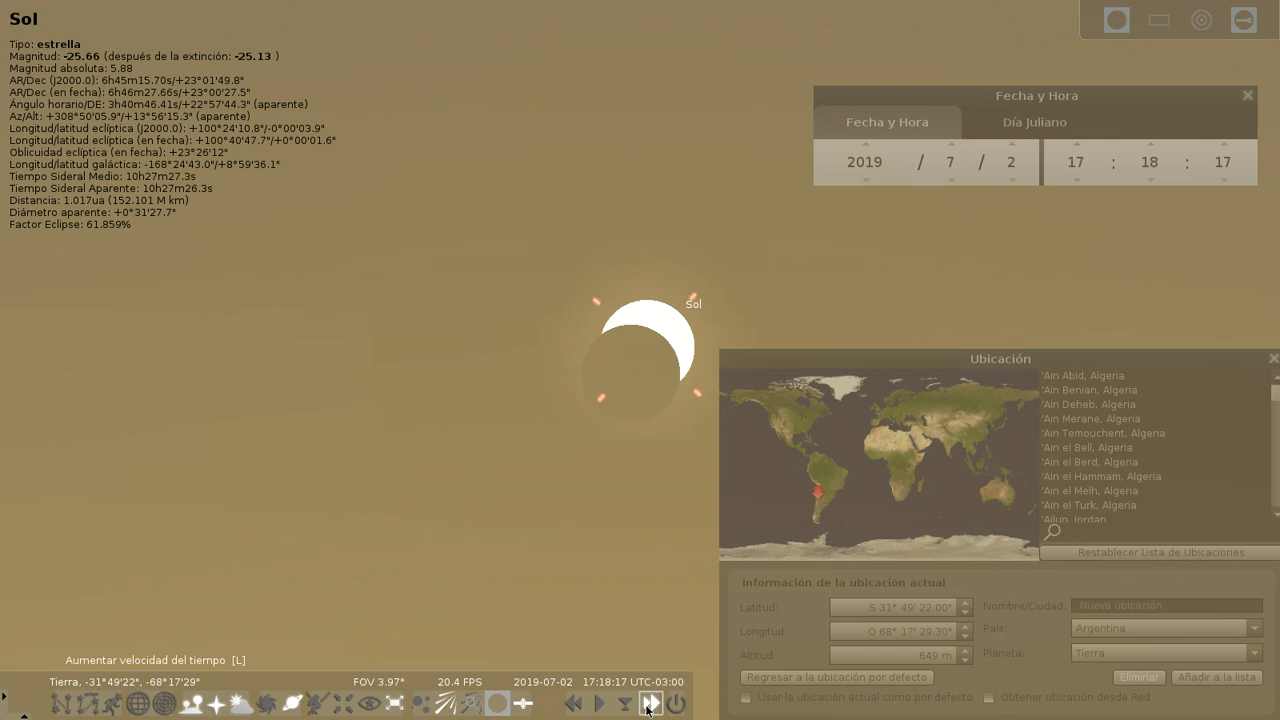 Sol
Tipo: estrella
Magnitud: -25.66 (después de la extinción: -25.13 )
Magnitud absoluta: 5.88
AR/Dec (J2000.0): 6h45m15.70s/+23°01'49.8"
AR/Dec (en fecha): 6h46m27.66s/+23°00'27.5"
Ángulo horario/DE: 3h40m46.41s/+22°57'44.3" (aparente)
Az/Alt: +308°50'05.9"/+13°56'15.3" (aparente)
Longitud/latitud eclíptica (J2000.0): +100°24'10.8"/-0°00'03.9"
Longitud/latitud eclíptica (en fecha): +100°40'47.7"/+0°00'01.6"
Oblicuidad eclíptica (en fecha): +23°26'12"
Longitud/latitud galáctica: -168°24'43.0"/+8°59'36.1"
Tiempo Sideral Medio: 10h27m27.3s
Tiempo Sideral Aparente: 10h27m26.3s
Distancia: 1.017ua (152.101 M km)
Diámetro aparente: +0°31'27.7"
Factor Eclipse: 61.859%
Fecha y Hora
Fecha y Hora Día Juliano
2019 / 7 / 2 17 : 18 : 17
Sol
Ubicación
'Ain Abid, Algeria
'Ain Benian, Algeria
'Ain Deheb, Algeria
'Ain Merane, Algeria
'Ain Temouchent, Algeria
'Ain el Bell, Algeria
'Ain el Berd, Algeria
'Ain el Hammam, Algeria
'Ain el Melh, Algeria
'Ain el Turk, Algeria
'Ajlun, Jordan
Restablecer Lista de Ubicaciones
Información de la ubicación actual
Latitud: S 31° 49' 22.00" Nombre/Ciudad: Nueva ubicación
Longitud: O 68° 17' 29.30" País: Argentina
Altitud : 649 m Planeta: Tierra
Regresar a la ubicación por defecto Eliminar Añadir a la lista
Usar la ubicación actual como por defecto Obtener ubicación desde Red
Aumentar velocidad del tiempo [L]
Tierra, -31°49'22", -68°17'29" FOV 3.97° 20.4 FPS 2019-07-02 17:18:17 UTC-03:00